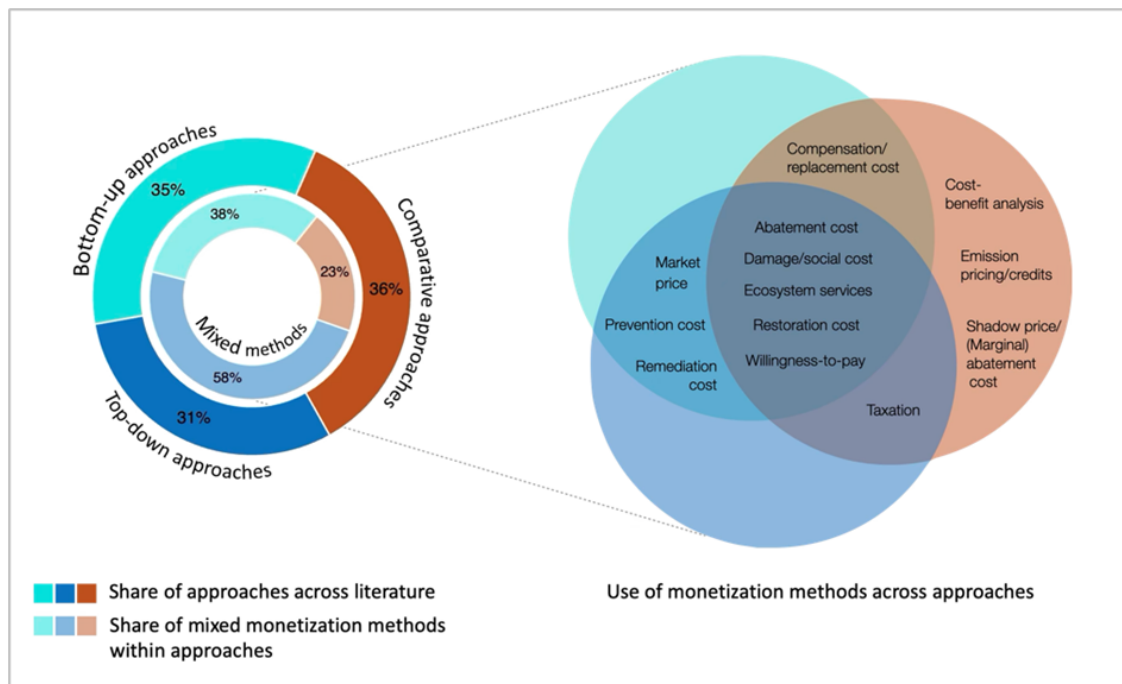 Bottom-up approaches
35%
38%
Comparative approaches
36%
23%
Mixed methods
58%
31%
Top-down approaches
Compensation/
replacement cost
Cost-
benefit analysis
Abatement cost
Market
price
Damage/social cost
Emission
pricing/credits
Ecosystem services
Prevention cost
Restoration cost
Shadow price/
(Marginal)
abatement
cost
Remediation
cost
Willingness-to-pay
Taxation
Share of approaches across literature
Share of mixed monetization methods
within approaches
Use of monetization methods across approaches